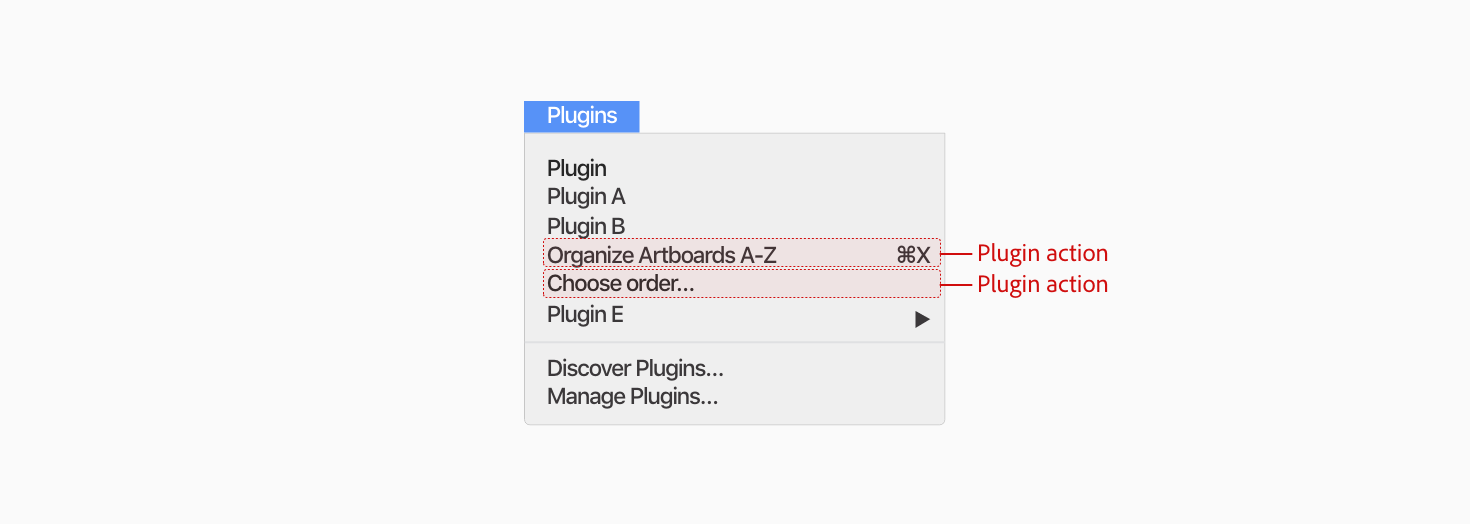 Plugins
Plugin
Plugin A
Plugin B
Organize Artboards A-Z ⌘X Plugin action
Choose order... Plugin action
Plugin E ▶
Discover Plugins...
Manage Plugins...